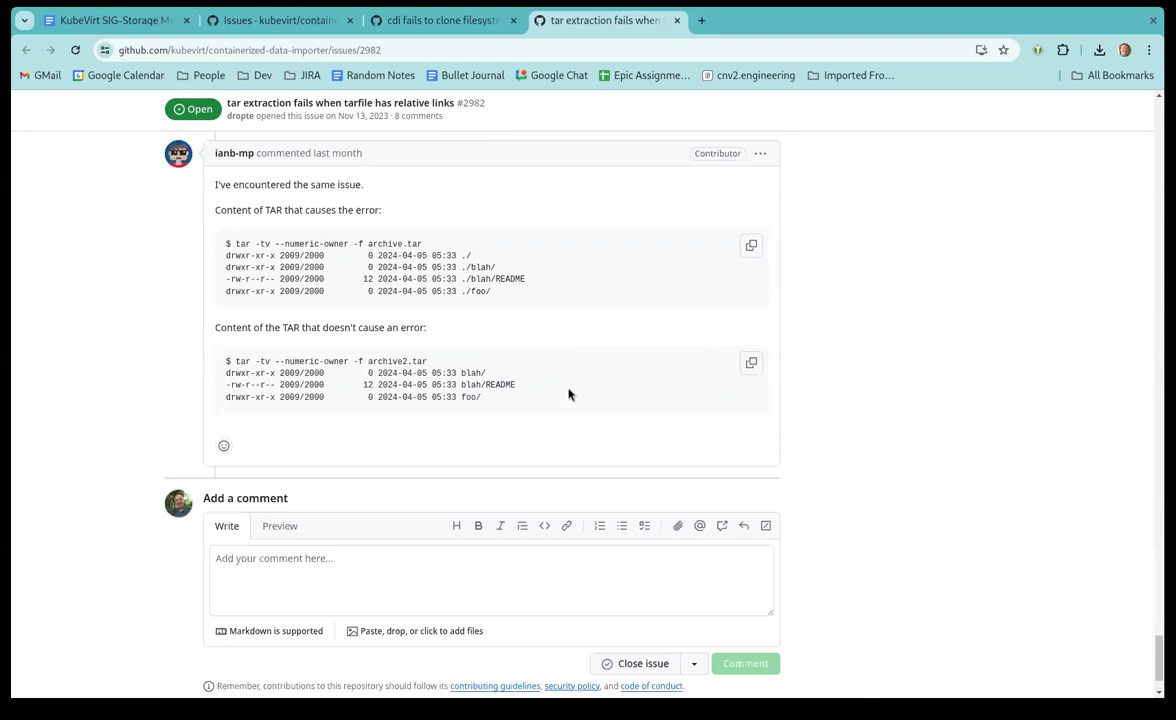 KubeVirt SIG-Storage Me
Issues · kubevirt/containe
cdi fails to clone filesyste
tar extraction fails when t
github.com/kubevirt/containerized-data-importer/issues/2982
GMail
Google Calendar
People
Dev
JIRA
Random Notes
Bullet Journal
Google Chat
Epic Assignme...
cnv2.engineering
Imported Fro...
All Bookmarks
Open
tar extraction fails when tarfile has relative links #2982
dropte opened this issue on Nov 13, 2023 · 8 comments
ianb-mp commented last month
Contributor
I've encountered the same issue.
Content of TAR that causes the error:
$ tar -tv --numeric-owner -f archive.tar
drwxr-xr-x 2009/2000 0 2024-04-05 05:33 ./
drwxr-xr-x 2009/2000 0 2024-04-05 05:33 ./blah/
-rw-r--r-- 2009/2000 12 2024-04-05 05:33 ./blah/README
drwxr-xr-x 2009/2000 0 2024-04-05 05:33 ./foo/
Content of the TAR that doesn't cause an error:
$ tar -tv --numeric-owner -f archive2.tar
drwxr-xr-x 2009/2000 0 2024-04-05 05:33 blah/
-rw-r--r-- 2009/2000 12 2024-04-05 05:33 blah/README
drwxr-xr-x 2009/2000 0 2024-04-05 05:33 foo/
Add a comment
Write
Preview
Add your comment here...
Markdown is supported
Paste, drop, or click to add files
Close issue
Comment
Remember, contributions to this repository should follow its contributing guidelines, security policy, and code of conduct.